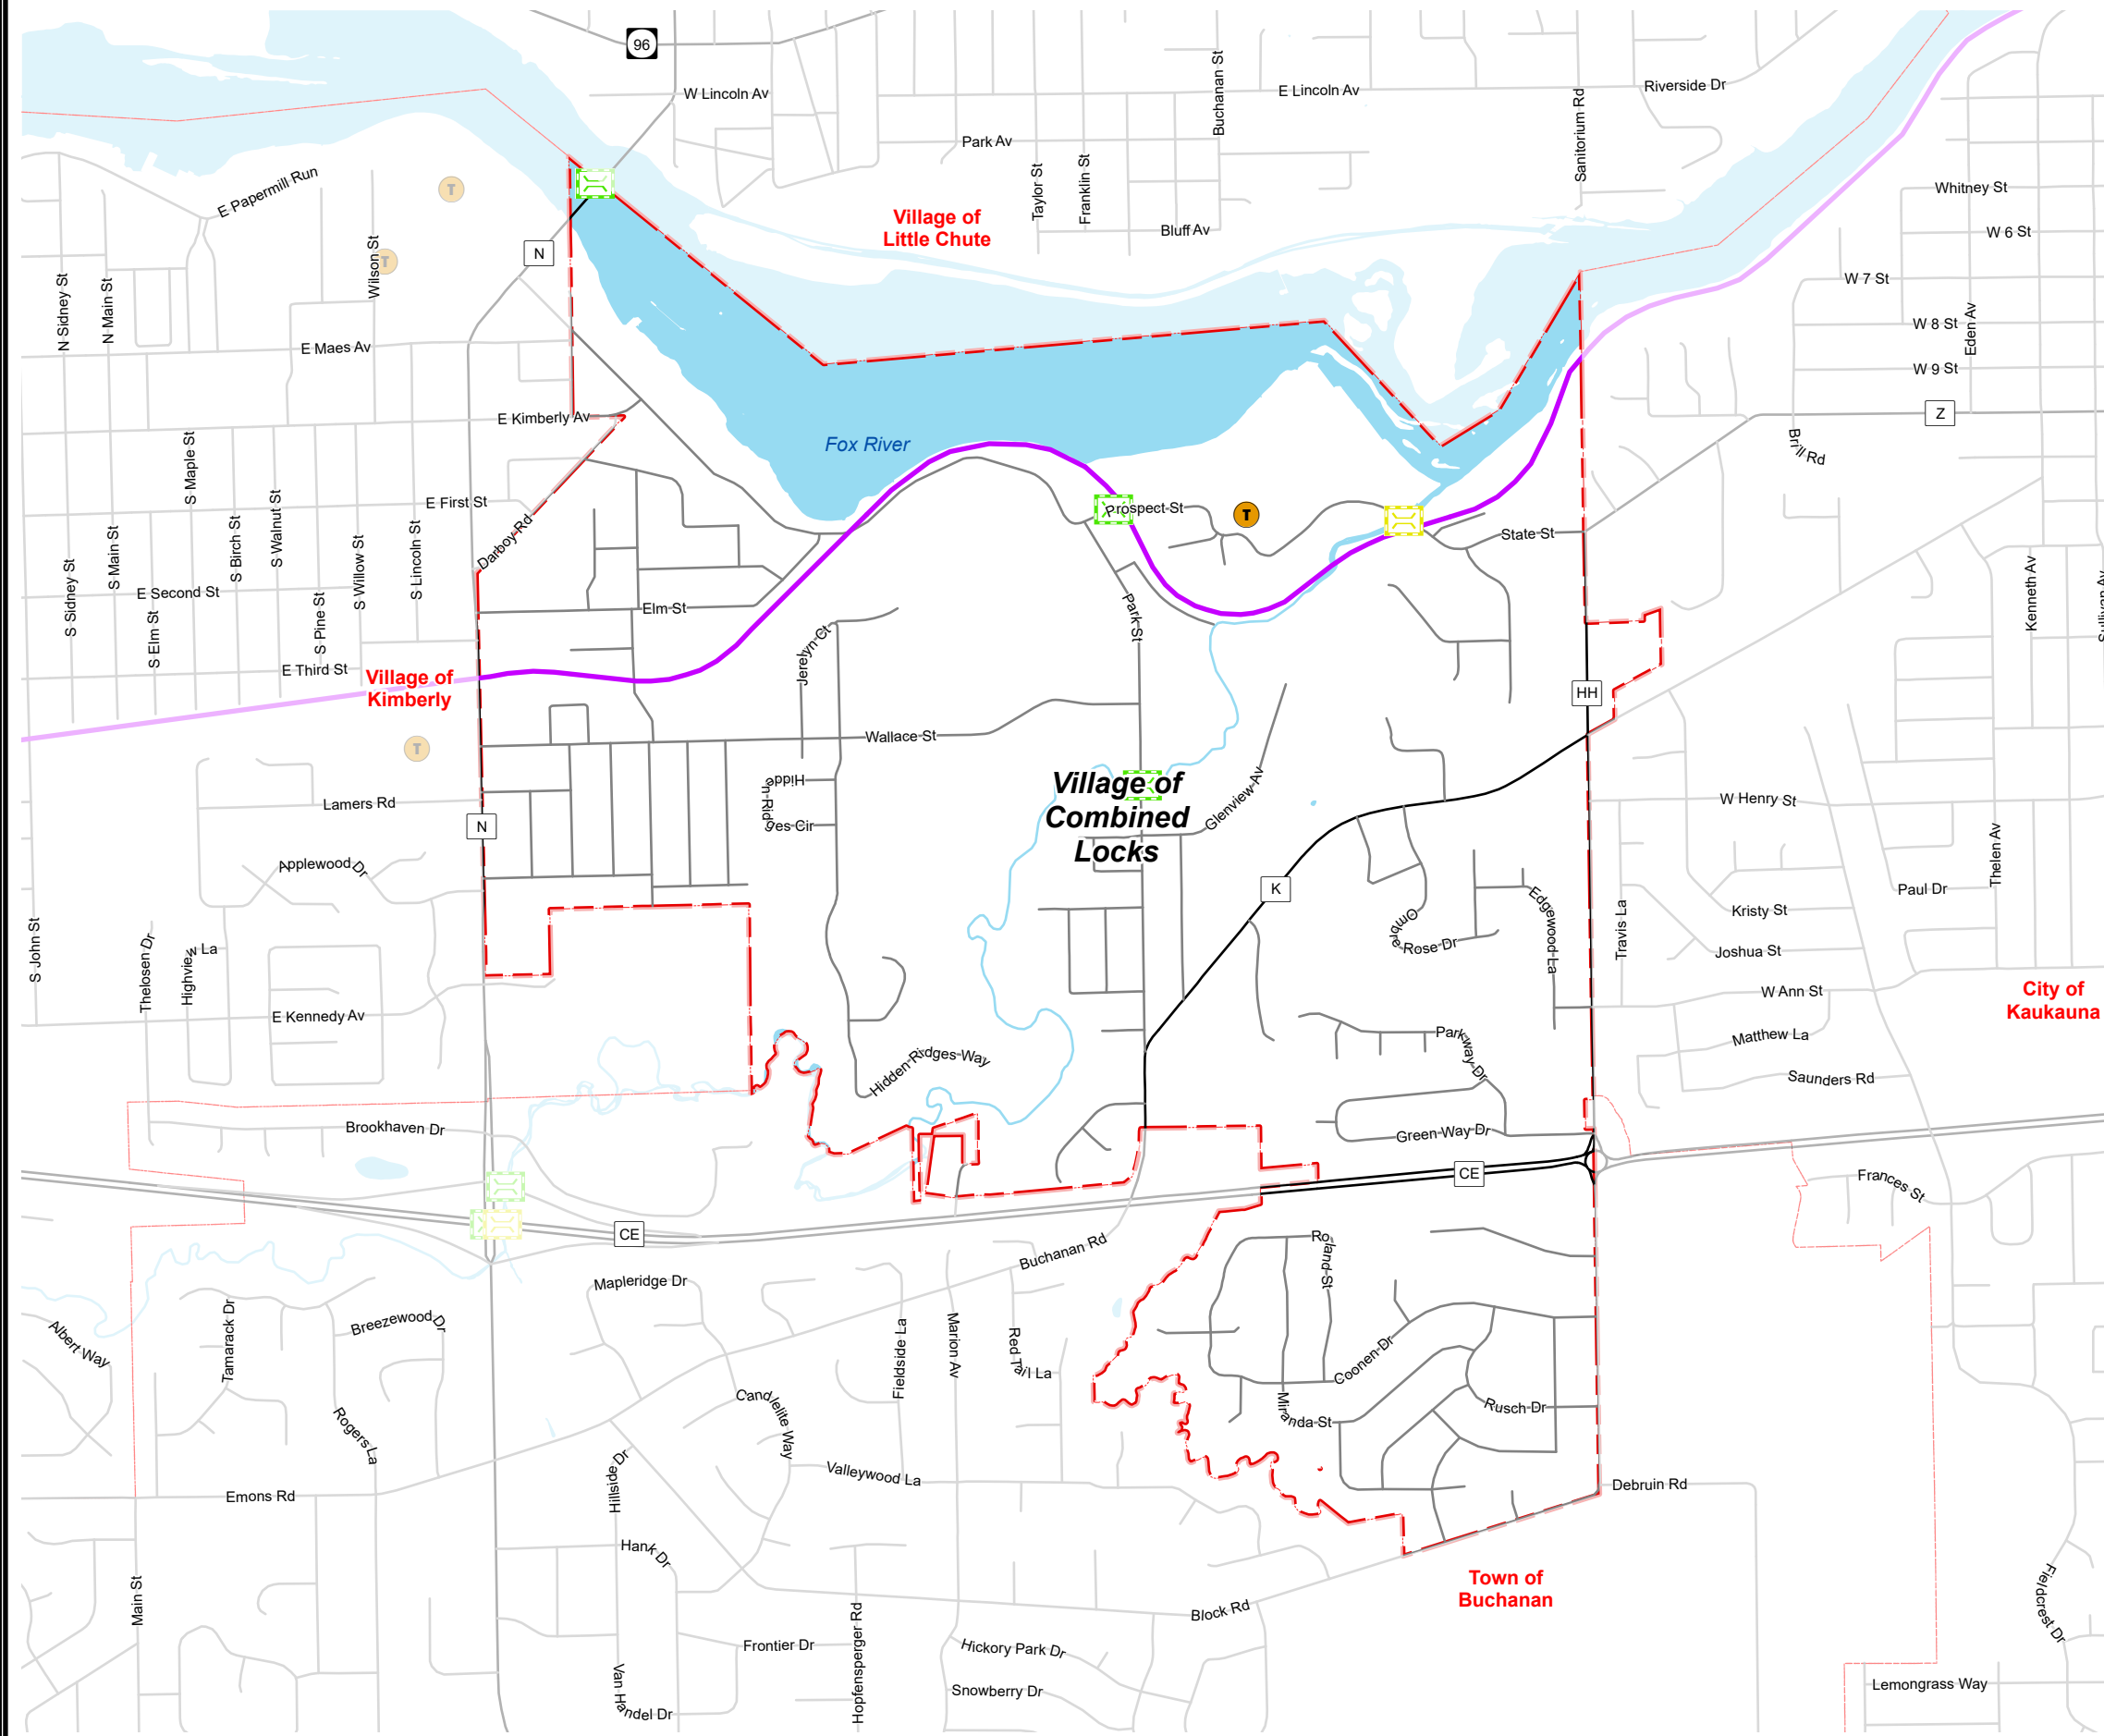 96
W Lincoln Av
Buchanan St
E Lincoln Av
Riverside Dr
Sanitorium Rd
Park Av
Taylor St
Franklin St
E Papermill Run
T
Whitney St
Village of
Little Chute
Bluff Av
W 6 St
N
Wilson St
T
W 7 St
N Sidney St
N Main St
E Maes Av
W 8 St
Eden Av
W 9 St
E Kimberly Av
Z
Fox River
Brill Rd
S Maple St
E First St
S Walnut St
Prospect St
T
Darboy Rd
State St
S Main St
S Birch St
S Willow St
S Lincoln St
S Sidney St
E Second St
S Elm St
S Pine St
Elm St
Park St
Kenneth Av
Sullivan Av
Jerelyn Ct
E Third St
Village of
Kimberly
HH
Wallace St
T
Hidden Ridges Cir
Village of
Combined
Locks
Glenview Av
Lamers Rd
N
W Henry St
Applewood Dr
K
Thelen Av
Paul Dr
Edgewood La
Ombre Rose Dr
Travis La
Kristy St
Joshua St
S John St
Thelosen Dr
Highview La
W Ann St
City of
Kaukauna
E Kennedy Av
Parkway Dr
Matthew La
Hidden Ridges Way
Saunders Rd
Brookhaven Dr
Green Way Dr
CE
Frances St
CE
Buchanan Rd
Roland St
Mapleridge Dr
Albert Way
Tamarack Dr
Breezewood Dr
Fieldside La
Marion Av
Red Tail La
Coonen Dr
Candlelite Way
Miranda St
Rusch Dr
Rogers La
Hillside Dr
Valleywood La
Debruin Rd
Emons Rd
Hank Dr
Main St
Town of
Buchanan
Block Rd
Fieldcrest Dr
Hopfensperger Rd
Frontier Dr
Hickory Park Dr
Van Handel Dr
Snowberry Dr
Lemongrass Way